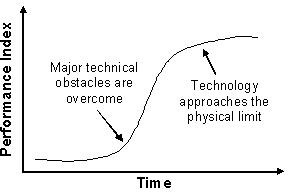 Performance Index
Major technical
obstacles are
overcome
Technology
approaches the
physical limit
Time